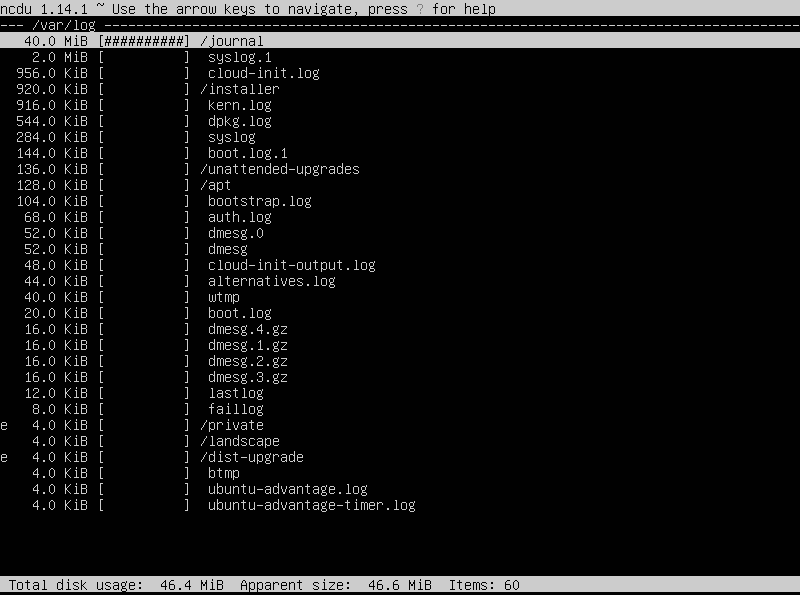 ncdu 1.14.1 ~ Use the arrow keys to navigate, press ? for help
--- /var/log ----------------------------------------------------------------------------------------
   40.0 MiB [##########] /journal
    2.0 MiB [          ]  syslog.1
  956.0 KiB [          ]  cloud-init.log
  920.0 KiB [          ] /installer
  916.0 KiB [          ]  kern.log
  544.0 KiB [          ]  dpkg.log
  284.0 KiB [          ]  syslog
  144.0 KiB [          ]  boot.log.1
  136.0 KiB [          ] /unattended-upgrades
  128.0 KiB [          ] /apt
  104.0 KiB [          ]  bootstrap.log
   68.0 KiB [          ]  auth.log
   52.0 KiB [          ]  dmesg.0
   52.0 KiB [          ]  dmesg
   48.0 KiB [          ]  cloud-init-output.log
   44.0 KiB [          ]  alternatives.log
   40.0 KiB [          ]  wtmp
   20.0 KiB [          ]  boot.log
   16.0 KiB [          ]  dmesg.4.gz
   16.0 KiB [          ]  dmesg.1.gz
   16.0 KiB [          ]  dmesg.2.gz
   16.0 KiB [          ]  dmesg.3.gz
   12.0 KiB [          ]  lastlog
    8.0 KiB [          ]  faillog
e   4.0 KiB [          ] /private
    4.0 KiB [          ] /landscape
e   4.0 KiB [          ] /dist-upgrade
    4.0 KiB [          ]  btmp
    4.0 KiB [          ]  ubuntu-advantage.log
    4.0 KiB [          ]  ubuntu-advantage-timer.log
 Total disk usage:  46.4 MiB  Apparent size:  46.6 MiB  Items: 60